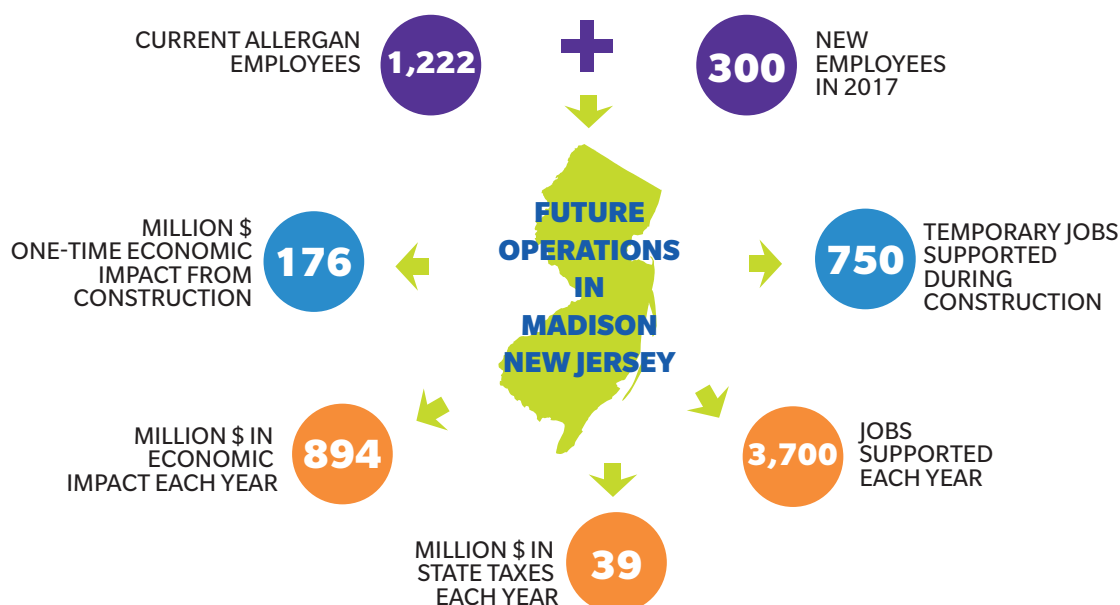 CURRENT ALLERGAN
EMPLOYEES
1,222
300
NEW
EMPLOYEES
IN 2017
FUTURE
OPERATIONS
IN
MADISON
NEW JERSEY
MILLION $
ONE-TIME ECONOMIC
IMPACT FROM
CONSTRUCTION
176
750
TEMPORARY JOBS
SUPPORTED
DURING
CONSTRUCTION
MILLION $ IN
ECONOMIC
IMPACT EACH YEAR
894
3,700
JOBS
SUPPORTED
EACH YEAR
MILLION $ IN
STATE TAXES
EACH YEAR
39